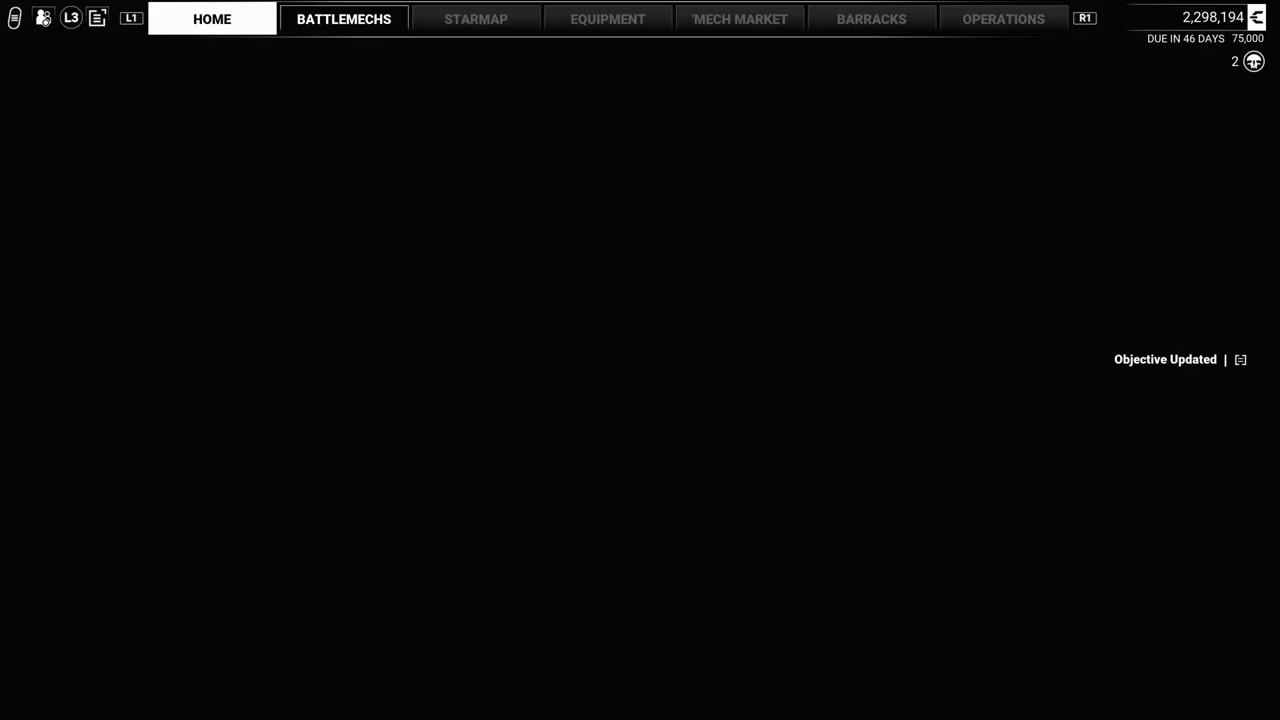 L3 L1 HOME BATTLEMECHS STARMAP EQUIPMENT 'MECH MARKET BARRACKS OPERATIONS R1 2,298,194
DUE IN 46 DAYS 75,000
2
Objective Updated |